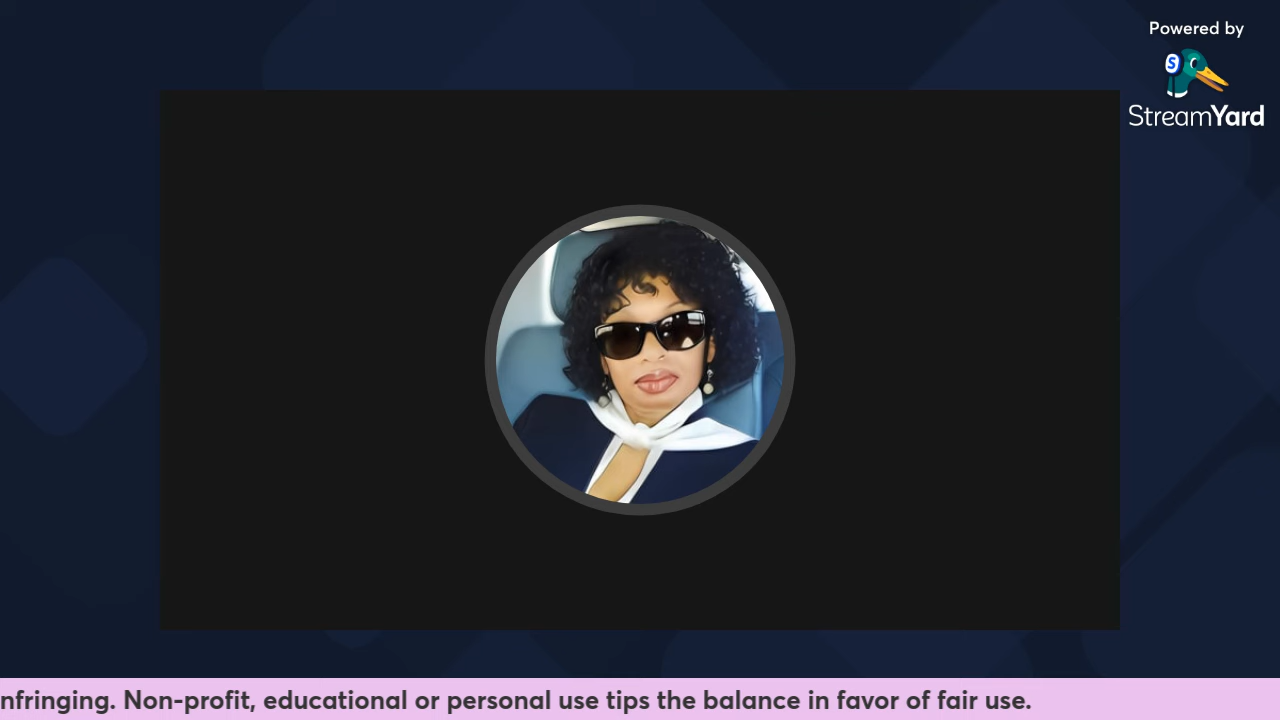 Powered by
S
StreamYard
nfringing. Non-profit, educational or personal use tips the balance in favor of fair use.